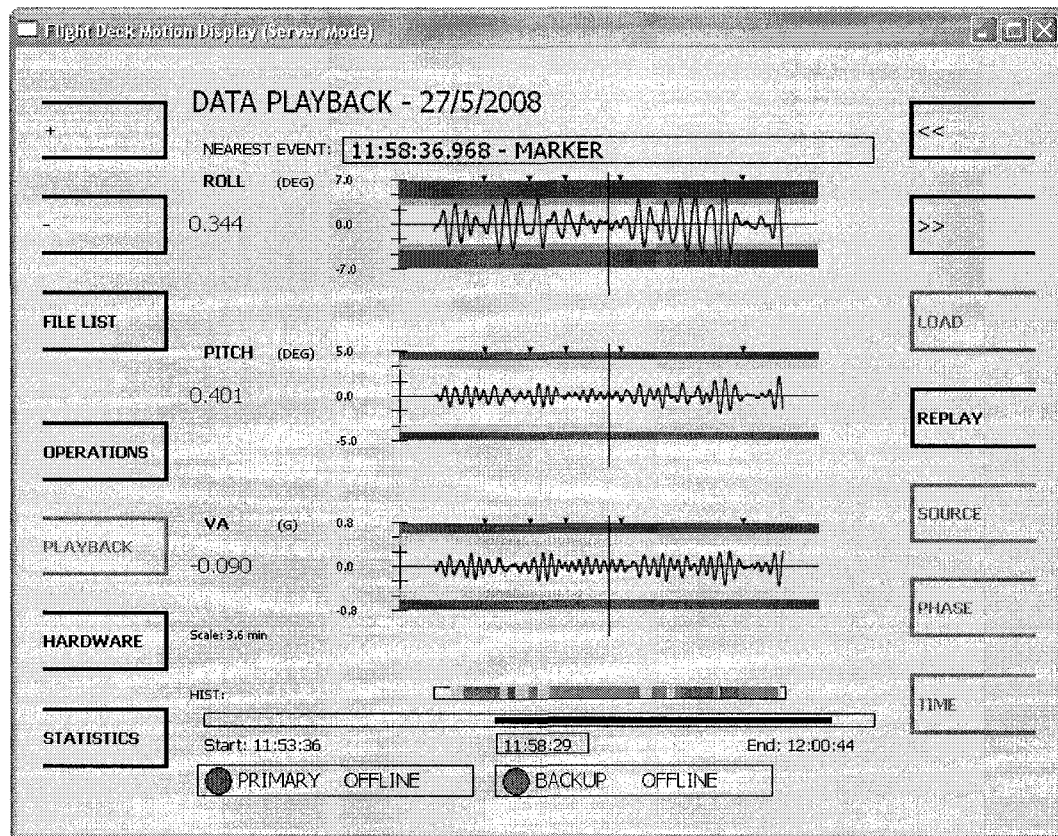 Flight Deck Motion Display (Server Mode)
DATA PLAYBACK - 27/5/2008
+
<<
NEAREST EVENT: 11:58:36.968 - MARKER
ROLL (DEG) 7.0
-
0.344 0.0
>>
-7.0
FILE LIST
LOAD
PITCH (DEG) 5.0
0.401 0.0
REPLAY
-5.0
OPERATIONS
SOURCE
VA (G) 0.8
PLAYBACK
-0.090 0.0
-0.8
PHASE
HARDWARE
Scale: 3.6 min
HIST:
TIME
STATISTICS
Start: 11:53:36 11:58:29 End: 12:00:44
PRIMARY OFFLINE BACKUP OFFLINE